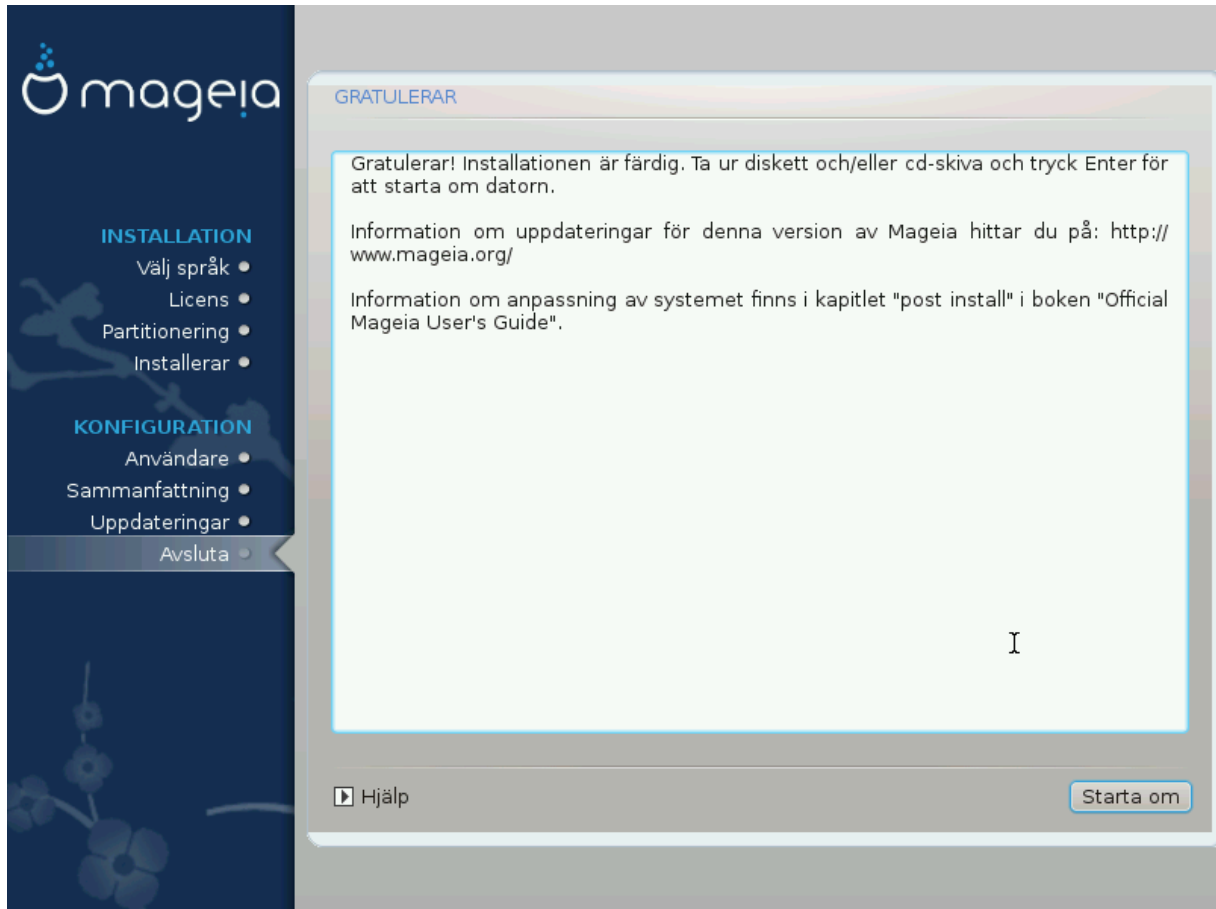 mageia
INSTALLATION
Välj språk
Licens
Partitionering
Installerar
KONFIGURATION
Användare
Sammanfattning
Uppdateringar
Avsluta
GRATULERAR
Gratulerar! Installationen är färdig. Ta ur diskett och/eller cd-skiva och tryck Enter för
att starta om datorn.
Information om uppdateringar för denna version av Mageia hittar du på: http://
www.mageia.org/
Information om anpassning av systemet finns i kapitlet "post install" i boken "Official
Mageia User's Guide".
Hjälp
Starta om